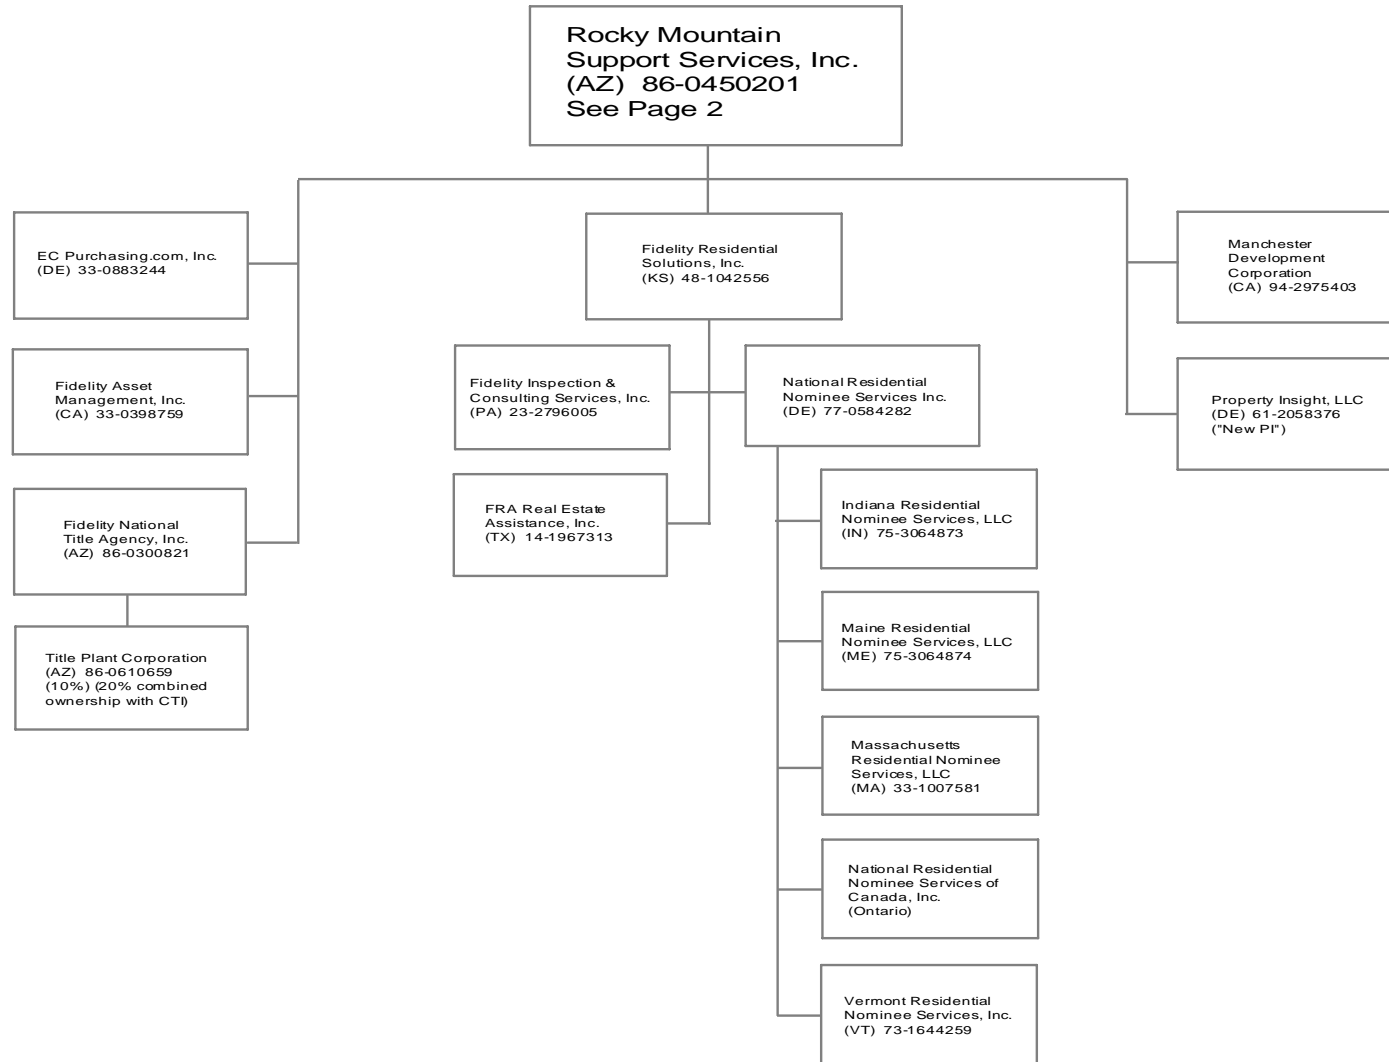 Rocky Mountain
Support Services, Inc.
(AZ) 86-0450201
See Page 2
EC Purchasing.com, Inc.
(DE) 33-0883244
Fidelity Asset
Management, Inc.
(CA) 33-0398759
Fidelity National
Title Agency, Inc.
(AZ) 86-0300821
Title Plant Corporation
(AZ) 86-0610659
(10%) (20% combined
ownership with CTI)
Fidelity Residential
Solutions, Inc.
(KS) 48-1042556
Fidelity Inspection &
Consulting Services, Inc.
(PA) 23-2796005
FRA Real Estate
Assistance, Inc.
(TX) 14-1967313
National Residential
Nominee Services Inc.
(DE) 77-0584282
Indiana Residential
Nominee Services, LLC
(IN) 75-3064873
Maine Residential
Nominee Services, LLC
(ME) 75-3064874
Massachusetts
Residential Nominee
Services, LLC
(MA) 33-1007581
National Residential
Nominee Services of
Canada, Inc.
(Ontario)
Vermont Residential
Nominee Services, Inc.
(VT) 73-1644259
Manchester
Development
Corporation
(CA) 94-2975403
Property Insight, LLC
(DE) 61-2058376
("New PI")